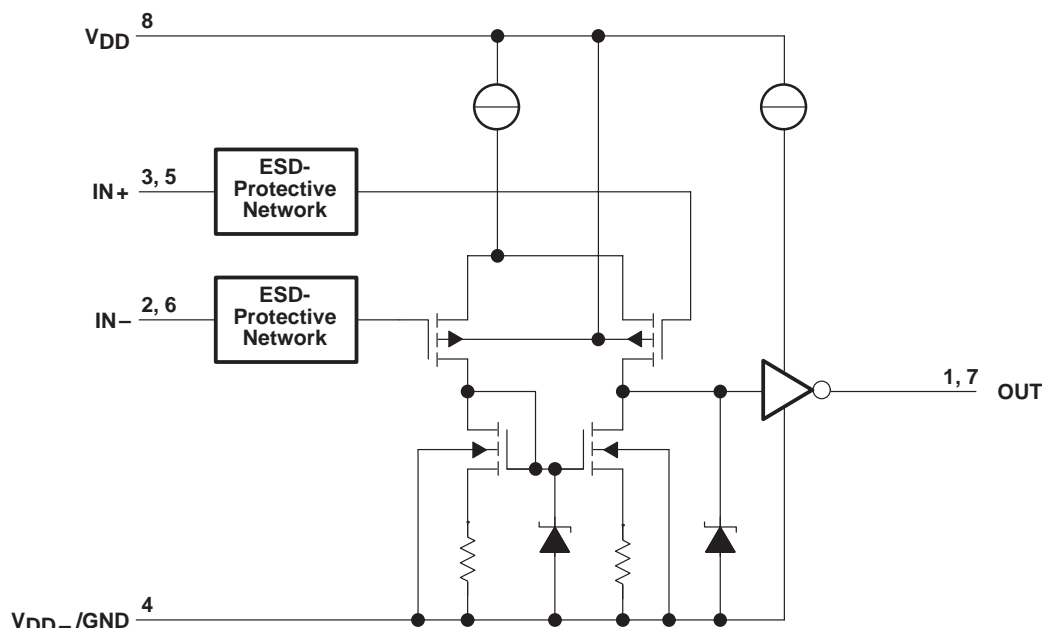 8
VDD
ESD-
Protective
Network
3, 5
IN+
ESD-
Protective
Network
2, 6
IN−
1, 7
OUT
4
VDD−/GND